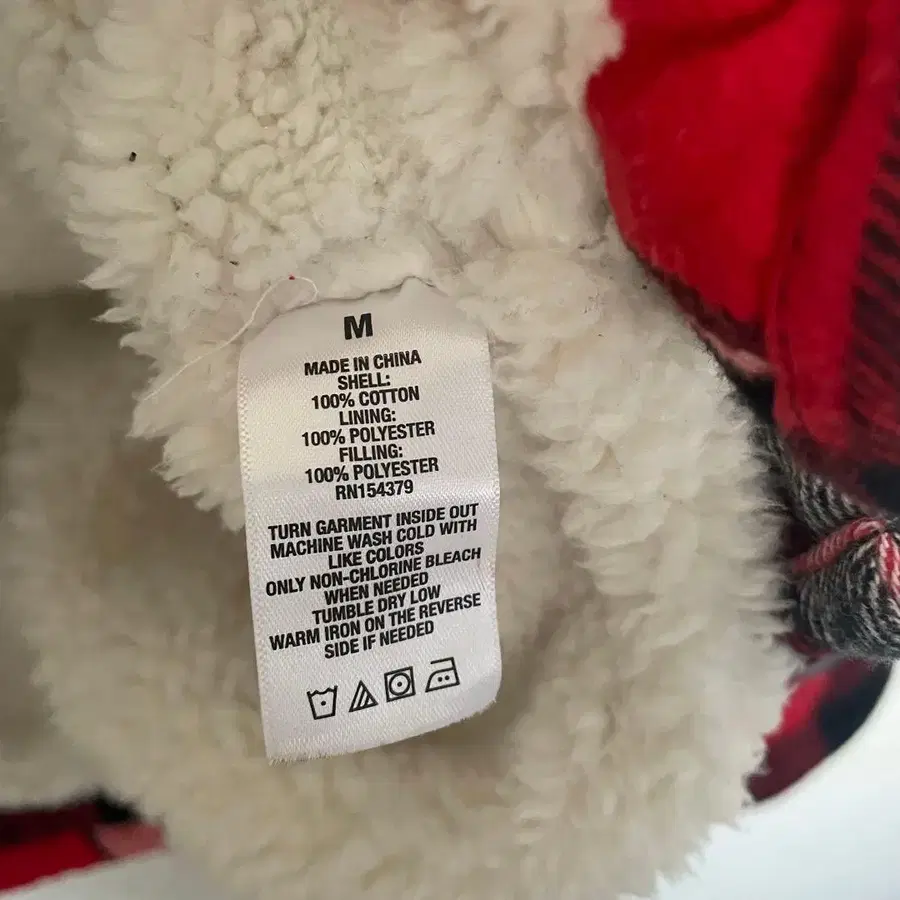 M
MADE IN CHINA
SHELL:
100% COTTON
LINING:
100% POLYESTER
FILLING:
100% POLYESTER
RN154379
TURN GARMENT INSIDE OUT
MACHINE WASH COLD WITH
LIKE COLORS
ONLY NON-CHLORINE BLEACH
WHEN NEEDED
TUMBLE DRY LOW
WARM IRON ON THE REVERSE
SIDE IF NEEDED